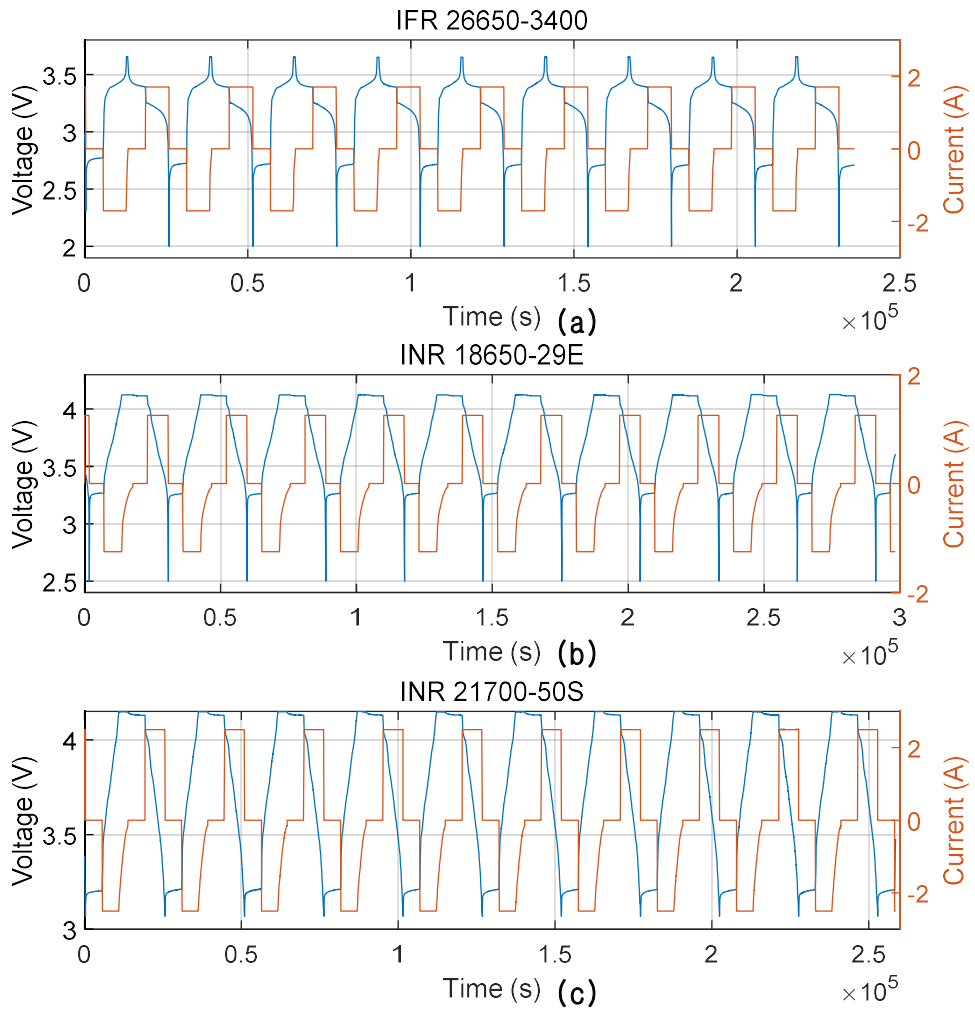 IFR 26650-3400
Voltage (V)
3.5
3
2.5
2
2
0
-2
Current (A)
0 0.5 1 1.5 2 2.5
Time (s) (a) ×10^5
INR 18650-29E
Voltage (V)
4
3.5
3
2.5
2
0
-2
Current (A)
0 0.5 1 1.5 2 2.5 3
Time (s) (b) ×10^5
INR 21700-50S
Voltage (V)
4
3.5
3
2
0
-2
Current (A)
0 0.5 1 1.5 2 2.5
Time (s) (c) ×10^5